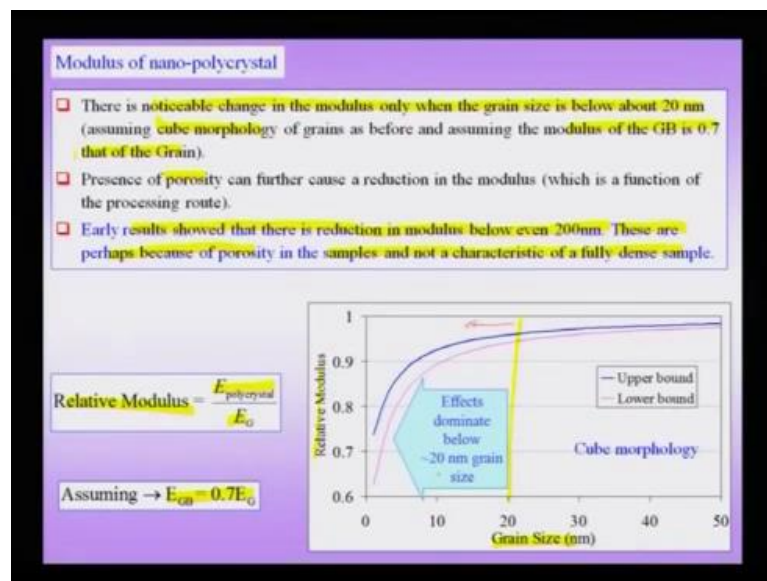 Modulus of nano-polycrystal
There is noticeable change in the modulus only when the grain size is below about 20 nm
(assuming cube morphology of grains as before and assuming the modulus of the GB is 0.7
that of the Grain).
Presence of porosity can further cause a reduction in the modulus (which is a function of
the processing route).
Early results showed that there is reduction in modulus below even 200nm. These are
perhaps because of porosity in the samples and not a characteristic of a fully dense sample.
Relative Modulus = E polycrystal / E G
Assuming → E GB = 0.7E G
1
0.9
0.8
0.7
0.6
Relative Modulus
Upper bound
Lower bound
Effects
dominate
below
~20 nm grain
size
Cube morphology
0 10 20 30 40 50
Grain Size (nm)